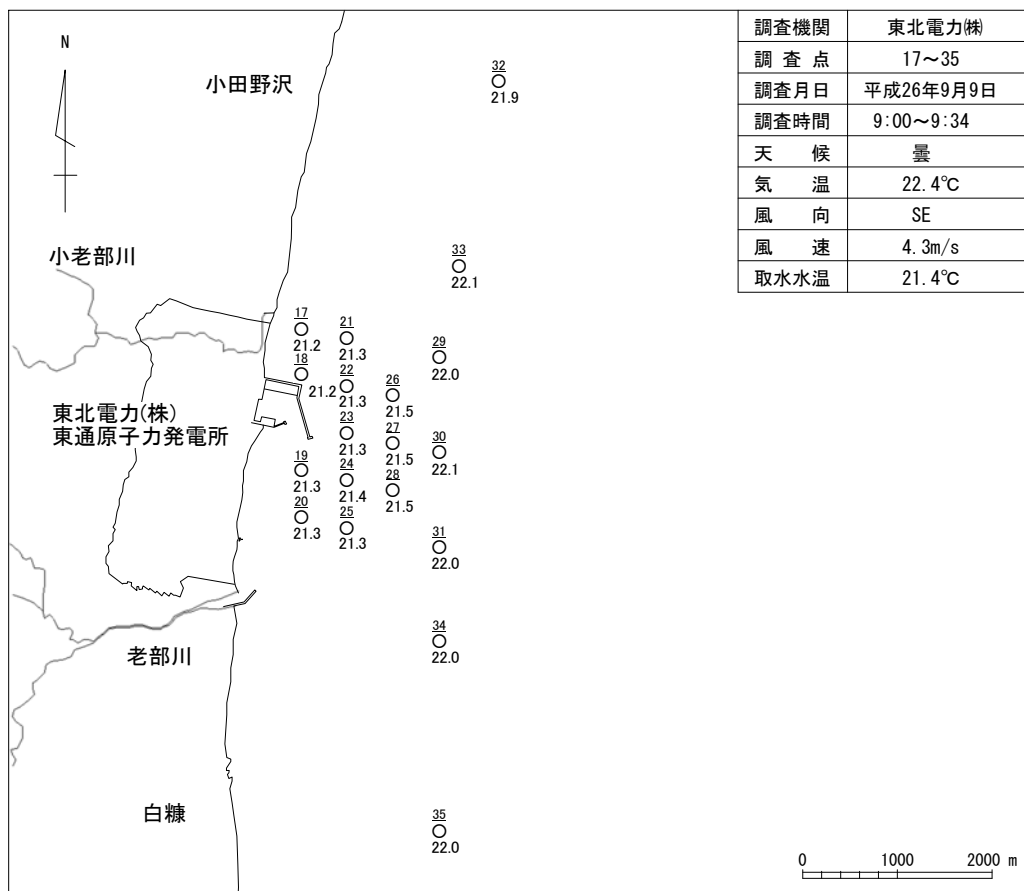 調査機関 東北電力㈱
調査点 17～35
調査月日 平成26年9月9日
調査時間 9:00～9:34
天候 曇
気温 22.4℃
風向 SE
風速 4.3m/s
取水水温 21.4℃
N
小田野沢
32
21.9
小老部川
33
22.1
17
21.2
21
21.3
29
22.0
18
21.2
22
21.3
26
21.5
東北電力(株)
東通原子力発電所
23
21.3
27
21.5
30
22.1
19
21.3
24
21.4
28
21.5
20
21.3
25
21.3
31
22.0
老部川
34
22.0
白糠
35
22.0
0 1000 2000 m